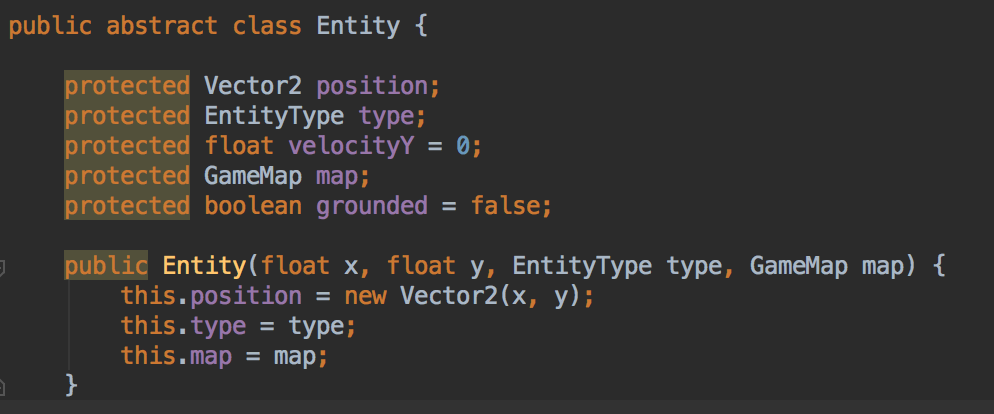 public abstract class Entity {
protected Vector2 position;
protected EntityType type;
protected float velocityY = 0;
protected GameMap map;
protected boolean grounded = false;
public Entity(float x, float y, EntityType type, GameMap map) {
this.position = new Vector2(x, y);
this.type = type;
this.map = map;
}